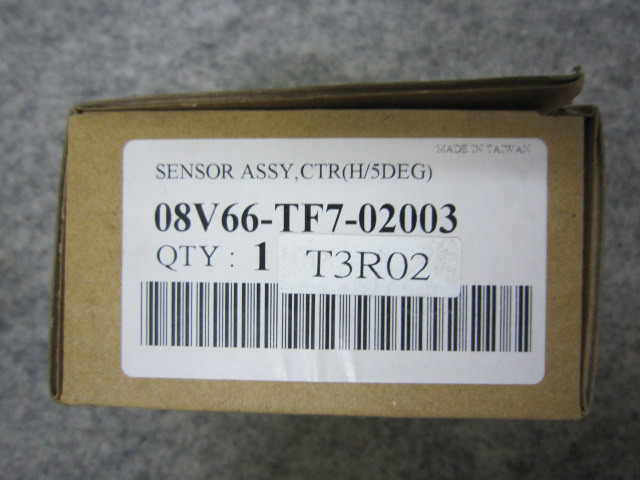 MADE IN TAIWAN
SENSOR ASSY,CTR(H/5DEG)
08V66-TF7-02003
QTY : 1
T3R02